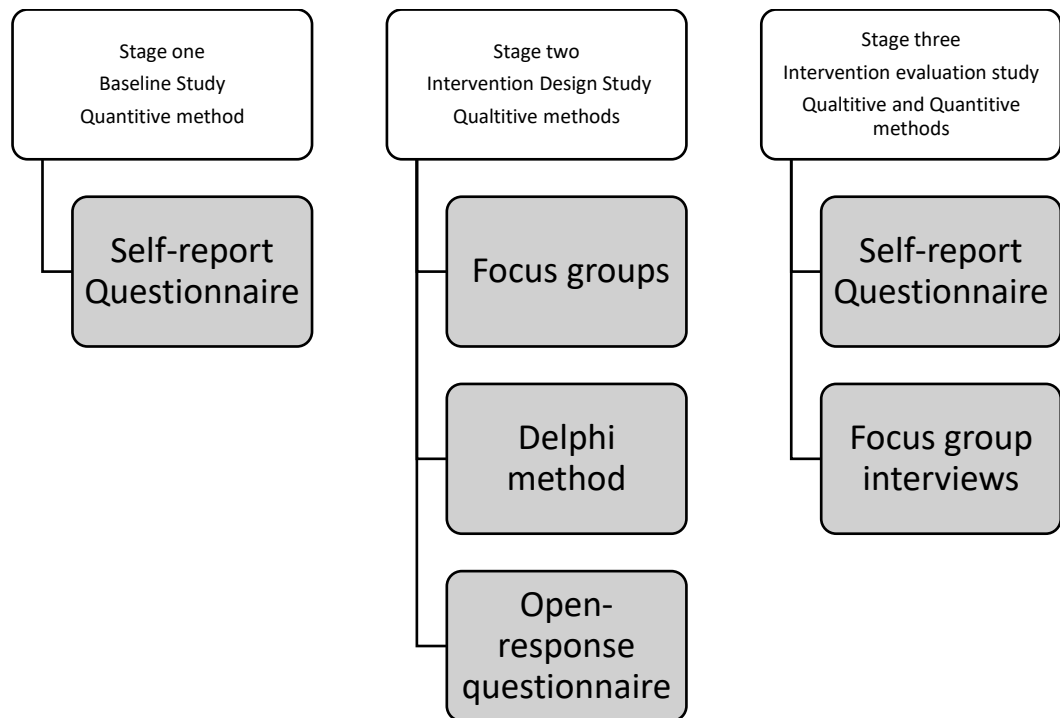 Stage one
Baseline Study
Quantitive method
Self-report
Questionnaire
Stage two
Intervention Design Study
Qualtitive methods
Focus groups
Delphi
method
Open-
response
questionnaire
Stage three
Intervention evaluation study
Qualtitive and Quantitive
methods
Self-report
Questionnaire
Focus group
interviews